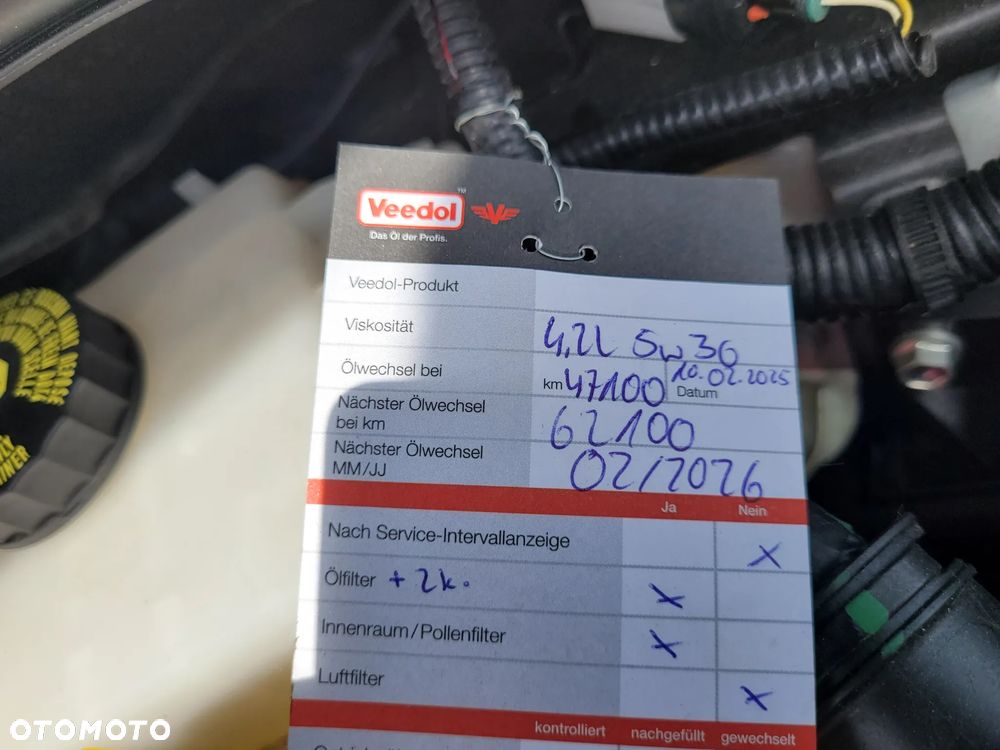 Veedol
TM
Das Öl der Profis.
Veedol-Produkt
Viskosität 4,2L 5w30
Ölwechsel bei km 47100 10.02.2025 Datum
Nächster Ölwechsel
bei km 62100
Nächster Ölwechsel
MM/JJ 02/2026
Ja Nein
Nach Service-Intervallanzeige x
Ölfilter + 2k. x
Innenraum/Pollenfilter x
Luftfilter x
kontrolliert nachgefüllt gewechselt
OTOMOTO